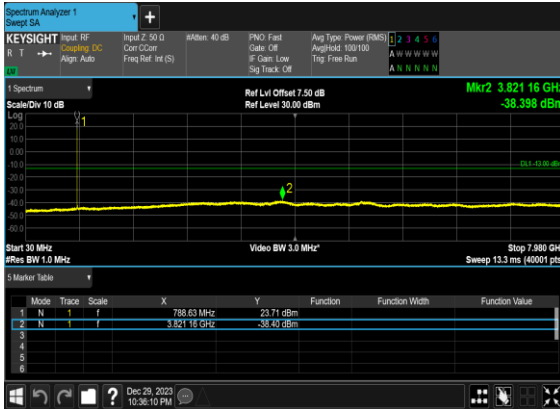 Spectrum Analyzer 1
Swept SA
+
KEYSIGHT Input: RF Input Z: 50 Ω #Atten: 40 dB PNO: Fast Avg Type: Power (RMS) 1 2 3 4 5 6
R T Coupling: DC Corr CCorr Gate: Off Avg|Hold: 100/100 A W W W W W
Align: Auto Freq Ref: Int (S) IF Gain: Low Trig: Free Run
Sig Track: Off A N N N N N
1 Spectrum Ref Lvl Offset 7.50 dB Mkr2 3.821 16 GHz
Scale/Div 10 dB Ref Level 30.00 dBm -38.398 dBm
Log
1
20.0
10.0
0.00
-10.0
DL1 -13.00 dBm
-20.0
-30.0
2
-40.0
-50.0
-60.0
Start 30 MHz Video BW 3.0 MHz* Stop 7.980 GHz
#Res BW 1.0 MHz Sweep 13.3 ms (40001 pts)
5 Marker Table
Mode Trace Scale X Y Function Function Width Function Value
1 N 1 f 788.63 MHz 23.71 dBm
2 N 1 f 3.821 16 GHz -38.40 dBm
3
4
5
6
? Dec 29, 2023
10:36:10 PM